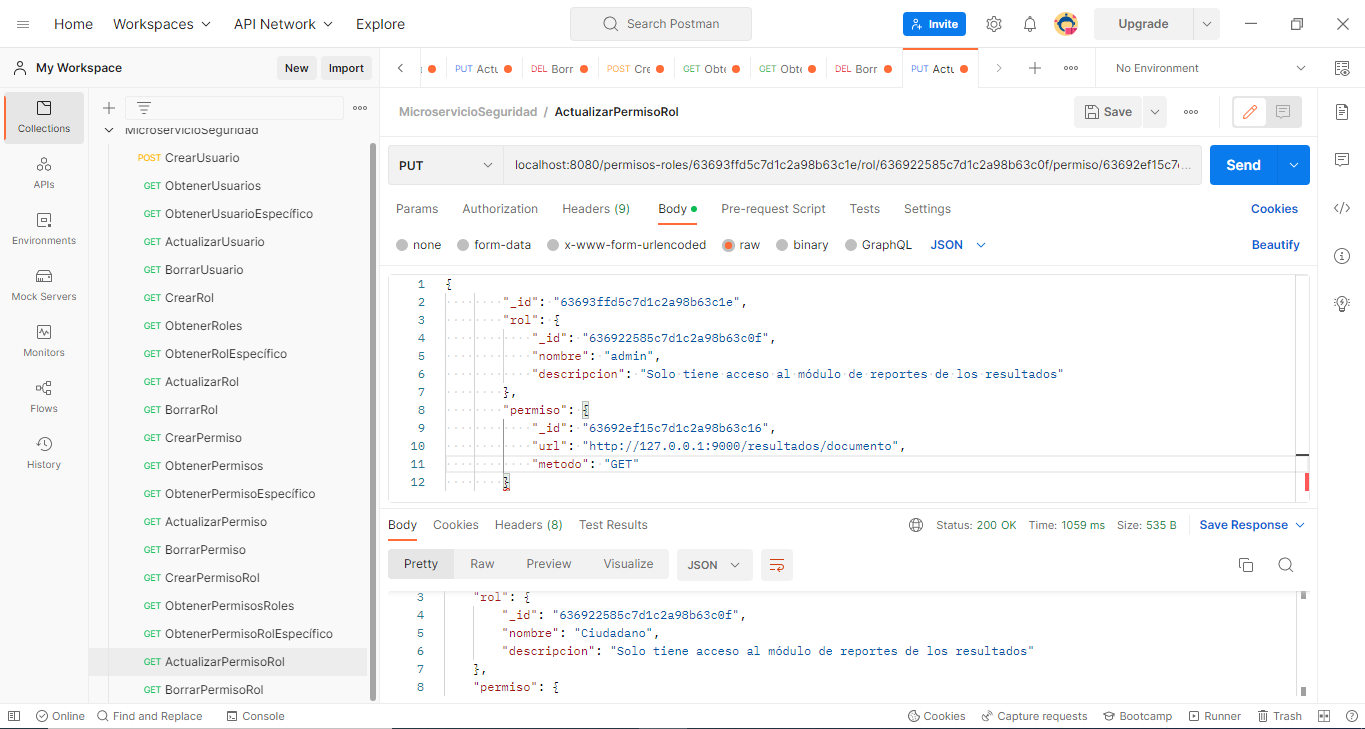 Home Workspaces API Network Explore Search Postman Invite Upgrade
My Workspace New Import PUT Actu DEL Borr POST Cre GET Obte GET Obte DEL Borr PUT Actu No Environment
Collections
APIs
Environments
Mock Servers
Monitors
Flows
History
MicroservicioSeguridad
POST CrearUsuario
GET ObtenerUsuarios
GET ObtenerUsuarioEspecífico
GET ActualizarUsuario
GET BorrarUsuario
GET CrearRol
GET ObtenerRoles
GET ObtenerRolEspecífico
GET ActualizarRol
GET BorrarRol
GET CrearPermiso
GET ObtenerPermisos
GET ObtenerPermisoEspecífico
GET ActualizarPermiso
GET BorrarPermiso
GET CrearPermisoRol
GET ObtenerPermisosRoles
GET ObtenerPermisoRolEspecífico
GET ActualizarPermisoRol
GET BorrarPermisoRol
MicroservicioSeguridad / ActualizarPermisoRol Save
PUT localhost:8080/permisos-roles/63693ffd5c7d1c2a98b63c1e/rol/636922585c7d1c2a98b63c0f/permiso/63692ef15c7d... Send
Params Authorization Headers (9) Body Pre-request Script Tests Settings Cookies
none form-data x-www-form-urlencoded raw binary GraphQL JSON Beautify
1 {
2 "_id": "63693ffd5c7d1c2a98b63c1e",
3 "rol": {
4 "_id": "636922585c7d1c2a98b63c0f",
5 "nombre": "admin",
6 "descripcion": "Solo tiene acceso al módulo de reportes de los resultados"
7 },
8 "permiso": {
9 "_id": "63692ef15c7d1c2a98b63c16",
10 "url": "http://127.0.0.1:9000/resultados/documento",
11 "metodo": "GET"
12 }
Body Cookies Headers (8) Test Results Status: 200 OK Time: 1059 ms Size: 535 B Save Response
Pretty Raw Preview Visualize JSON
3 "rol": {
4 "_id": "636922585c7d1c2a98b63c0f",
5 "nombre": "Ciudadano",
6 "descripcion": "Solo tiene acceso al módulo de reportes de los resultados"
7 },
8 "permiso": {
Online Find and Replace Console Cookies Capture requests Bootcamp Runner Trash